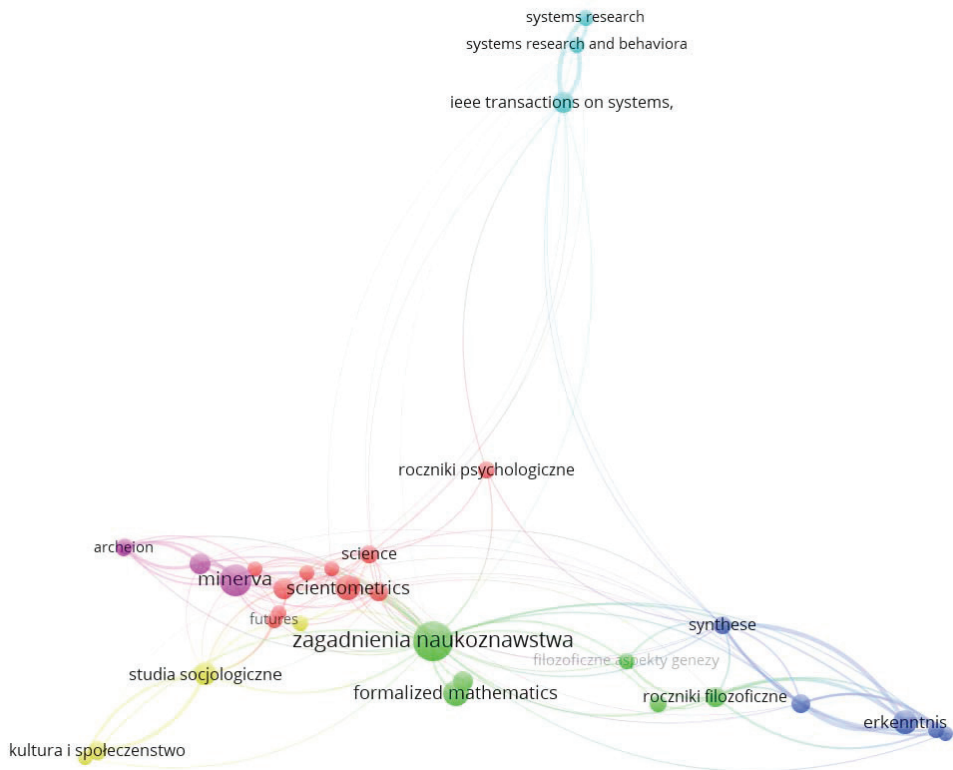 systems research
systems research and behaviora
ieee transactions on systems,
roczniki psychologiczne
archeion
science
minerva
scientometrics
futures
synthese
zagadnienia naukoznawstwa
filozoficzne aspekty genezy
studia socjologiczne
formalized mathematics
roczniki filozoficzne
erkenntnis
kultura i społeczenstwo